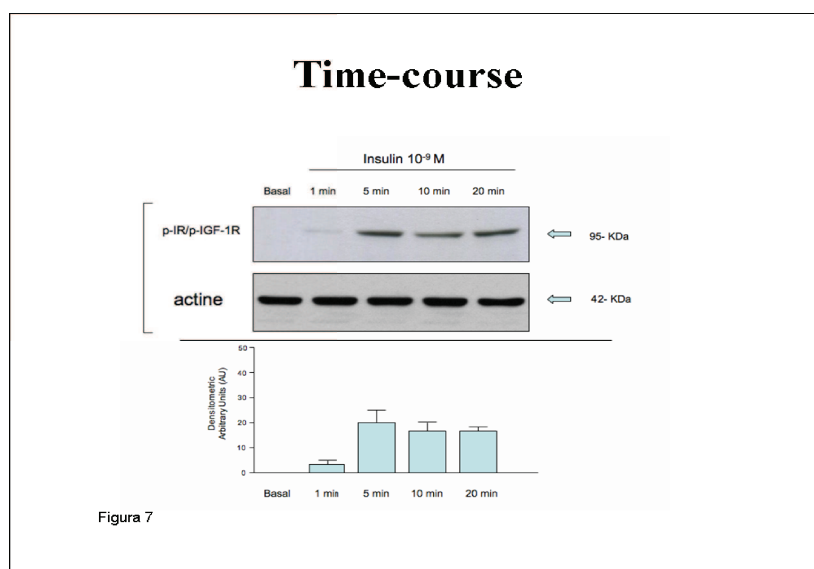 Time-course
Insulin 10⁻⁹ M
Basal 1 min 5 min 10 min 20 min
p-IR/p-IGF-1R
95- KDa
actine
42- KDa
Densitometric
Arbitrary Units (AU)
50
40
30
20
10
0
Basal 1 min 5 min 10 min 20 min
Figura 7